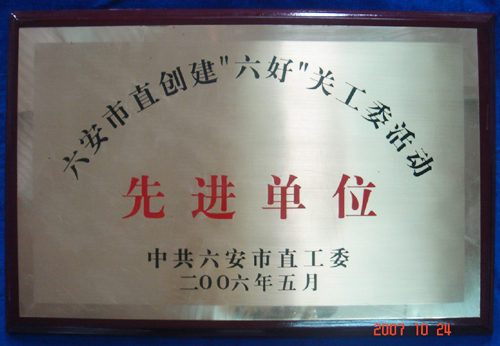 六安市直创建"六好"关工委活动
先进单位
中共六安市直工委
二00六年五月
2007 10 24